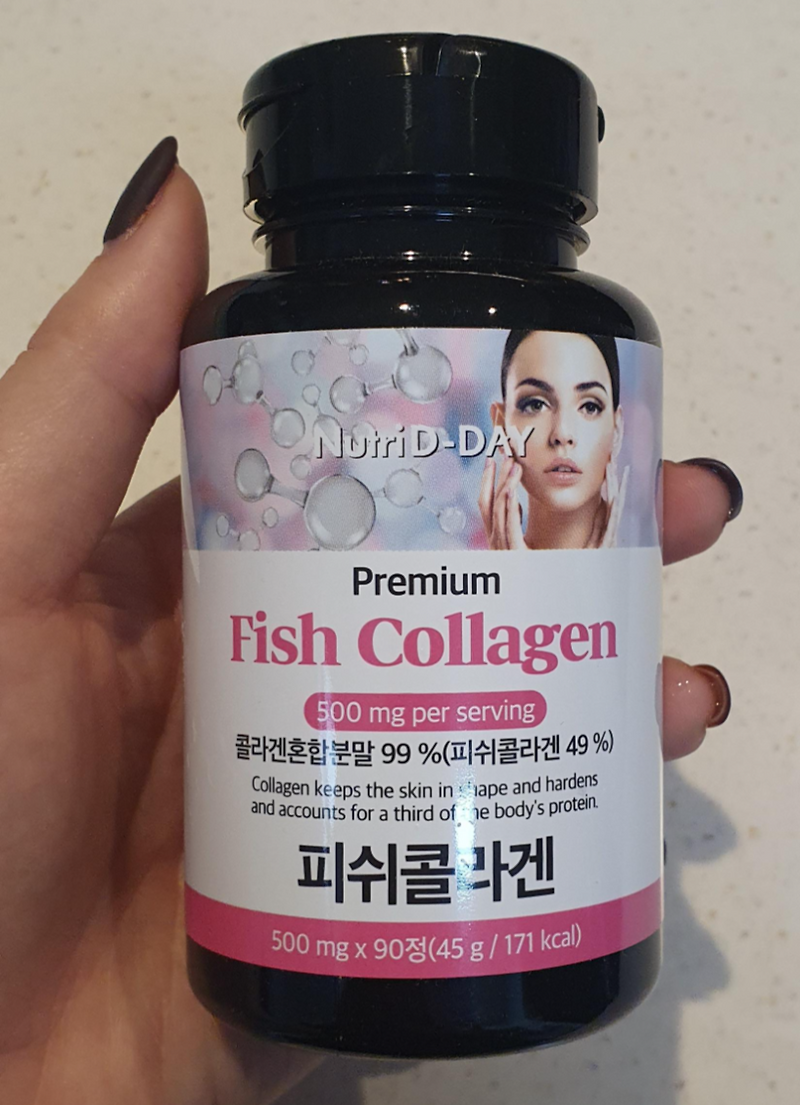 NutriD-DAY
Premium
Fish Collagen
500 mg per serving
콜라겐혼합분말 99 %(피쉬콜라겐 49 %)
Collagen keeps the skin in shape and hardens
and accounts for a third of the body's protein.
피쉬콜라겐
500 mg x 90정(45 g / 171 kcal)